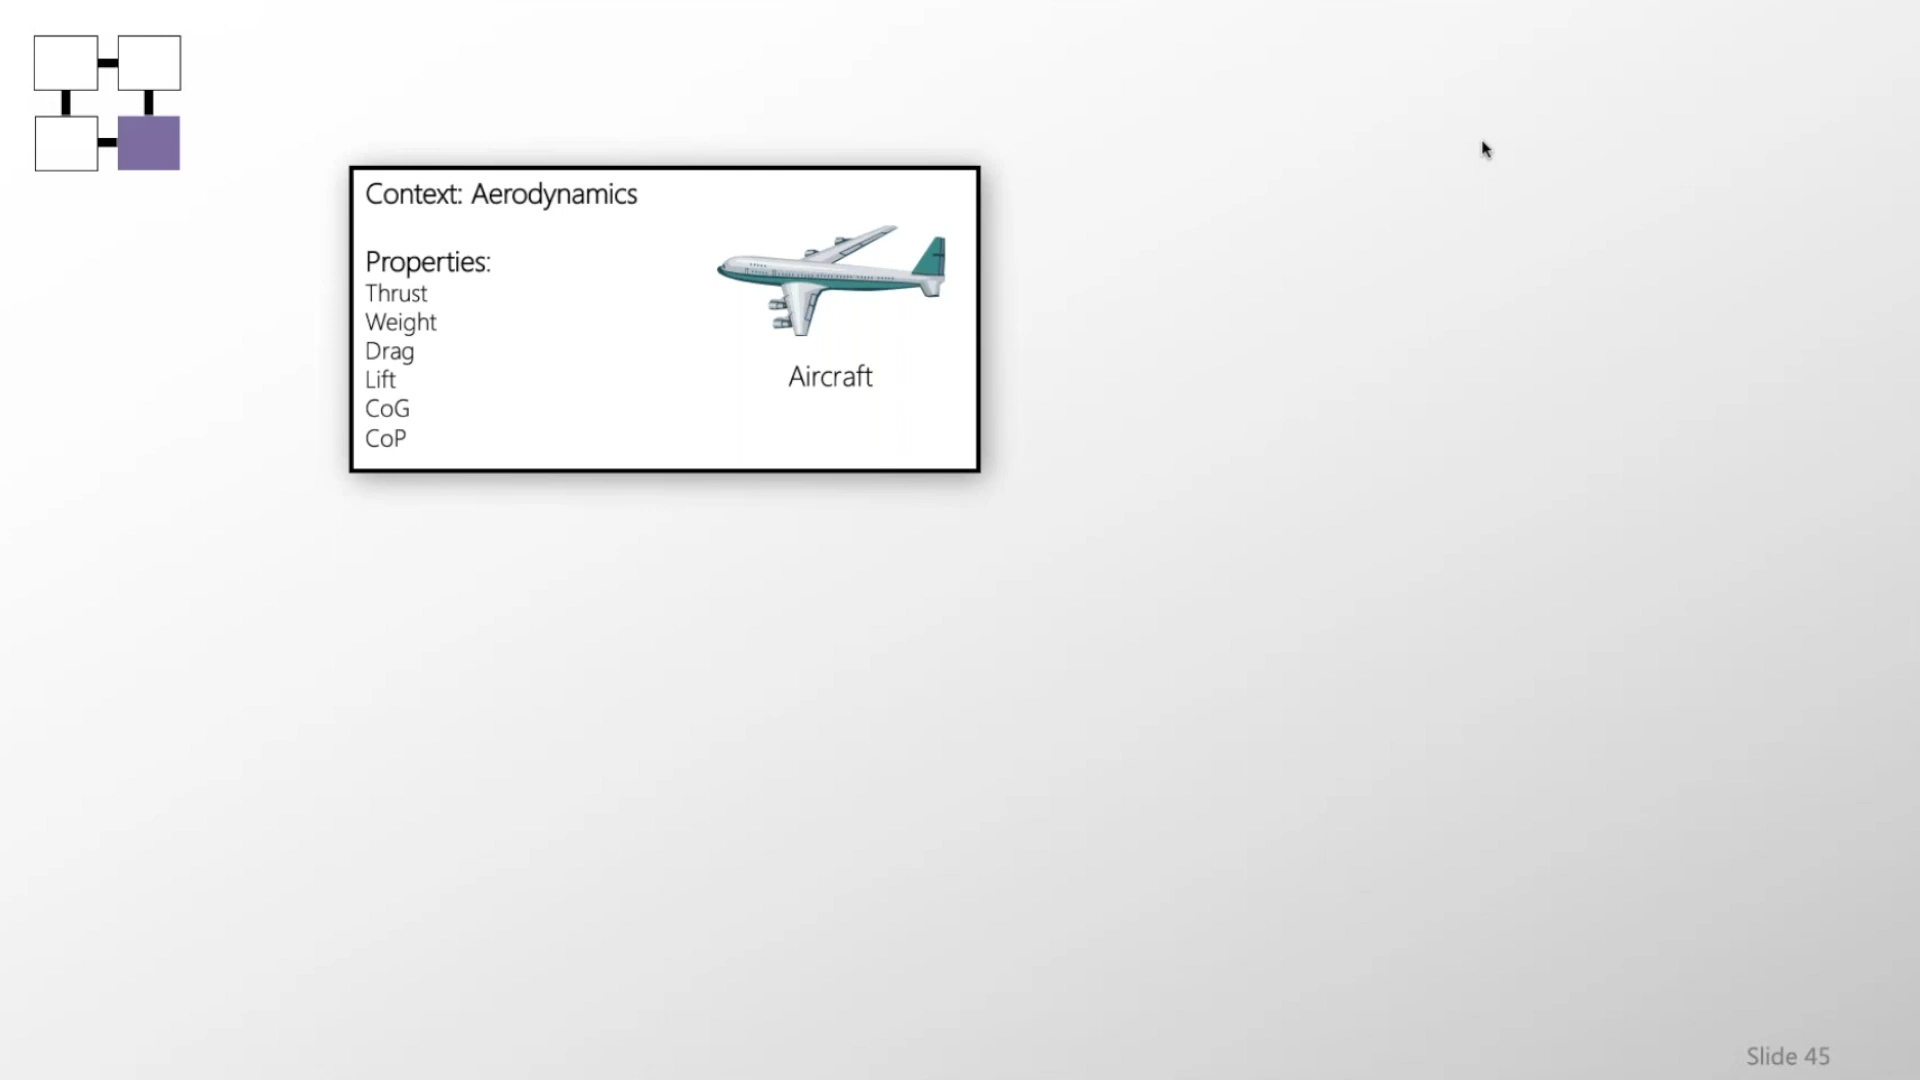 Context: Aerodynamics
Properties:
Thrust
Weight
Drag
Lift
CoG
CoP
Aircraft
Slide 45